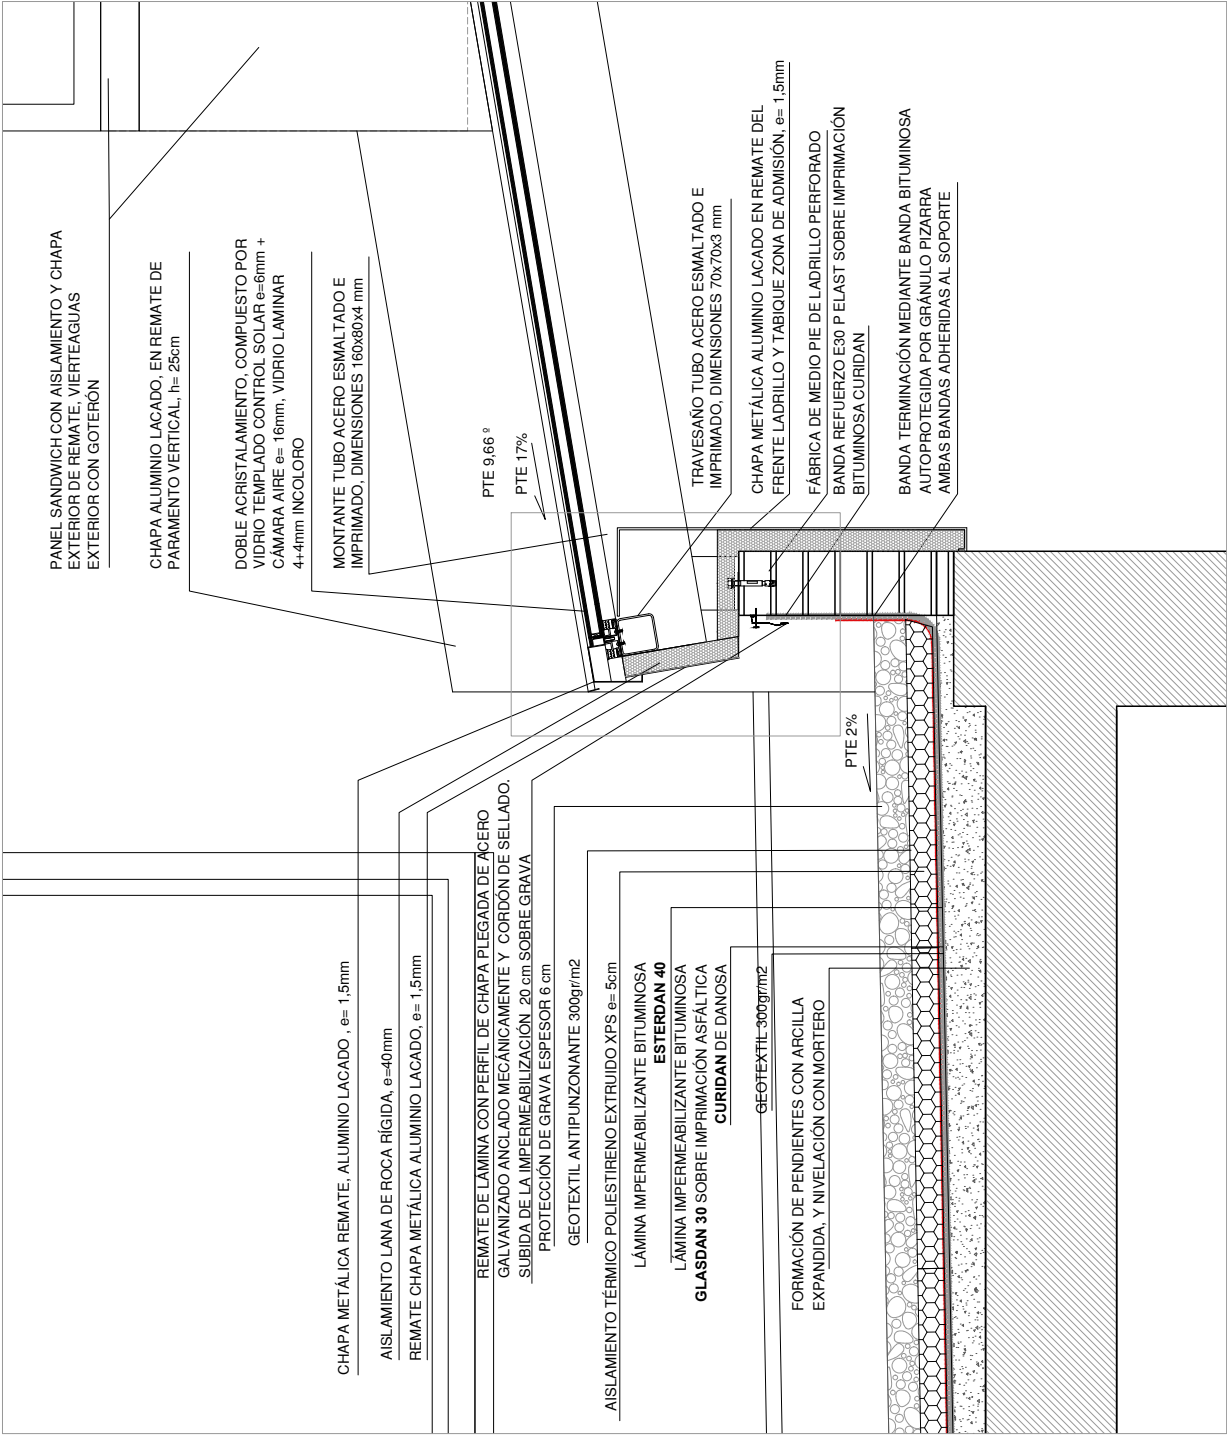 PANEL SANDWICH CON AISLAMIENTO Y CHAPA
EXTERIOR DE REMATE, VIERTEAGUAS
EXTERIOR CON GOTERÓN
CHAPA ALUMINIO LACADO, EN REMATE DE
PARAMENTO VERTICAL, h= 25cm
DOBLE ACRISTALAMIENTO, COMPUESTO POR
VIDRIO TEMPLADO CONTROL SOLAR e=6mm +
CÁMARA AIRE e= 16mm, VIDRIO LAMINAR
4+4mm INCOLORO
MONTANTE TUBO ACERO ESMALTADO E
IMPRIMADO, DIMENSIONES 160x80x4 mm
PTE 9,66 º
PTE 17%
TRAVESAÑO TUBO ACERO ESMALTADO E
IMPRIMADO, DIMENSIONES 70x70x3 mm
CHAPA METÁLICA ALUMINIO LACADO EN REMATE DEL
FRENTE LADRILLO Y TABIQUE ZONA DE ADMISIÓN, e= 1,5mm
FÁBRICA DE MEDIO PIE DE LADRILLO PERFORADO
BANDA REFUERZO E30 P ELAST SOBRE IMPRIMACIÓN
BITUMINOSA CURIDAN
BANDA TERMINACIÓN MEDIANTE BANDA BITUMINOSA
AUTOPROTEGIDA POR GRÁNULO PIZARRA
AMBAS BANDAS ADHERIDAS AL SOPORTE
CHAPA METÁLICA REMATE, ALUMINIO LACADO , e= 1,5mm
AISLAMIENTO LANA DE ROCA RÍGIDA, e=40mm
REMATE CHAPA METÁLICA ALUMINIO LACADO, e= 1,5mm
REMATE DE LÁMINA CON PERFIL DE CHAPA PLEGADA DE ACERO
GALVANIZADO ANCLADO MECÁNICAMENTE Y CORDÓN DE SELLADO.
SUBIDA DE LA IMPERMEABILIZACIÓN 20 cm SOBRE GRAVA
PROTECCIÓN DE GRAVA ESPESOR 6 cm
GEOTEXTIL ANTIPUNZONANTE 300gr/m2
AISLAMIENTO TÉRMICO POLIESTIRENO EXTRUIDO XPS e= 5cm
LÁMINA IMPERMEABILIZANTE BITUMINOSA
ESTERDAN 40
LÁMINA IMPERMEABILIZANTE BITUMINOSA
GLASDAN 30 SOBRE IMPRIMACIÓN ASFÁLTICA
CURIDAN DE DANOSA
GEOTEXTIL 300gr/m2
FORMACIÓN DE PENDIENTES CON ARCILLA
EXPANDIDA, Y NIVELACIÓN CON MORTERO
PTE 2%